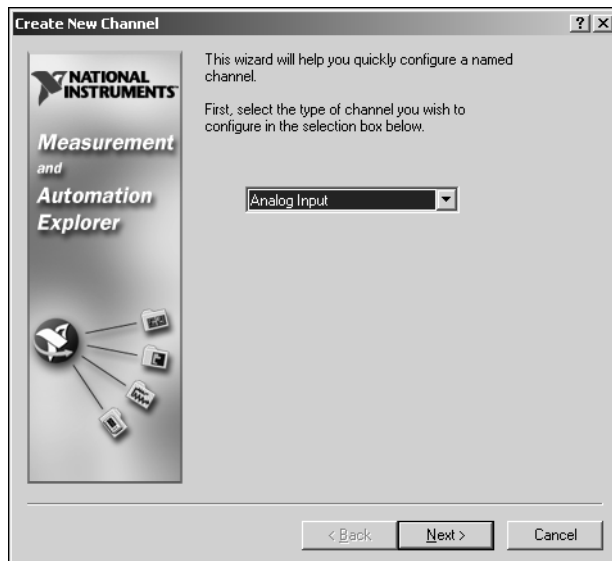 Create New Channel
NATIONAL
INSTRUMENTS
Measurement
and
Automation
Explorer
This wizard will help you quickly configure a named
channel.
First, select the type of channel you wish to
configure in the selection box below.
Analog Input
< Back
Next >
Cancel